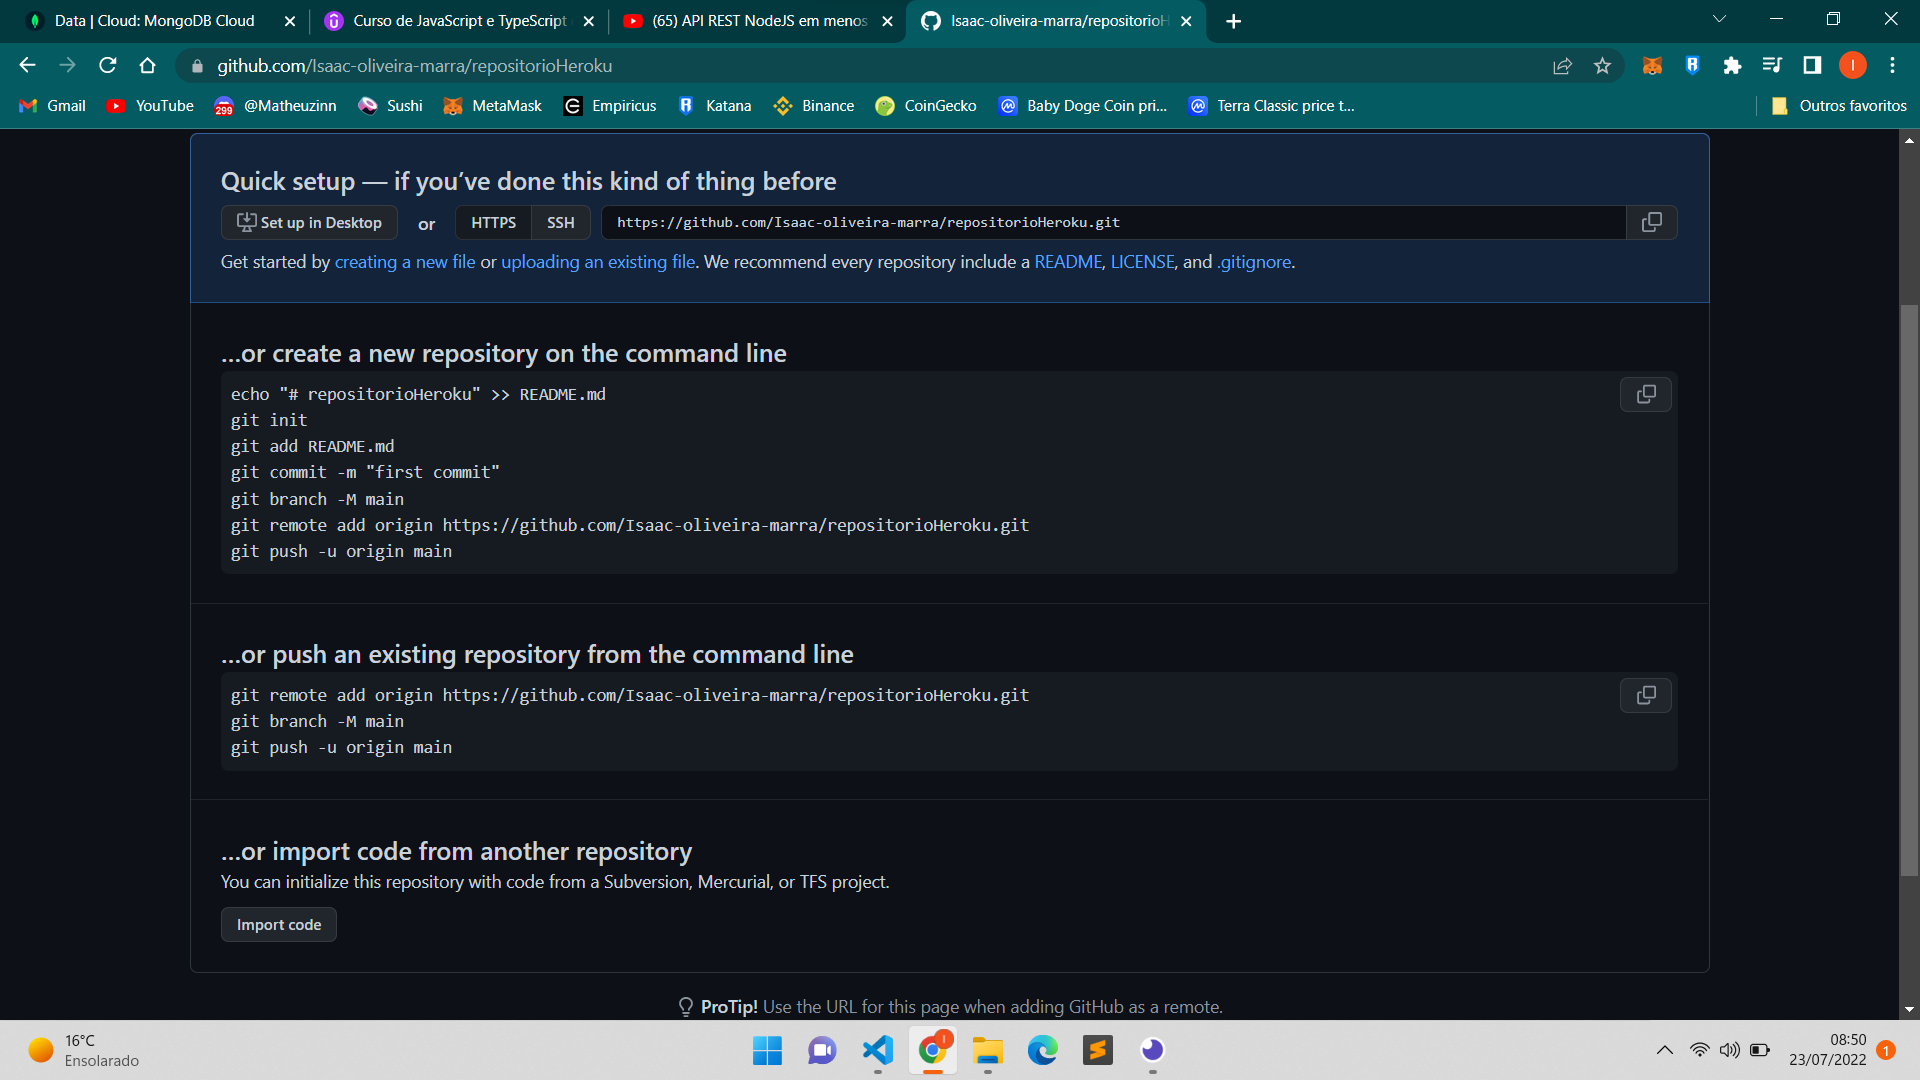 Data | Cloud: MongoDB Cloud
Curso de JavaScript e TypeScript
(65) API REST NodeJS em menos
Isaac-oliveira-marra/repositorioH
github.com/Isaac-oliveira-marra/repositorioHeroku
I
Gmail
YouTube
299
@Matheuzinn
Sushi
MetaMask
Empiricus
Katana
Binance
CoinGecko
Baby Doge Coin pri...
Terra Classic price t...
Outros favoritos
Quick setup — if you’ve done this kind of thing before
Set up in Desktop or HTTPS SSH https://github.com/Isaac-oliveira-marra/repositorioHeroku.git
Get started by creating a new file or uploading an existing file. We recommend every repository include a README, LICENSE, and .gitignore.
…or create a new repository on the command line
echo "# repositorioHeroku" >> README.md
git init
git add README.md
git commit -m "first commit"
git branch -M main
git remote add origin https://github.com/Isaac-oliveira-marra/repositorioHeroku.git
git push -u origin main
…or push an existing repository from the command line
git remote add origin https://github.com/Isaac-oliveira-marra/repositorioHeroku.git
git branch -M main
git push -u origin main
…or import code from another repository
You can initialize this repository with code from a Subversion, Mercurial, or TFS project.
Import code
ProTip! Use the URL for this page when adding GitHub as a remote.
16°C
Ensolarado
I
08:50
23/07/2022
1